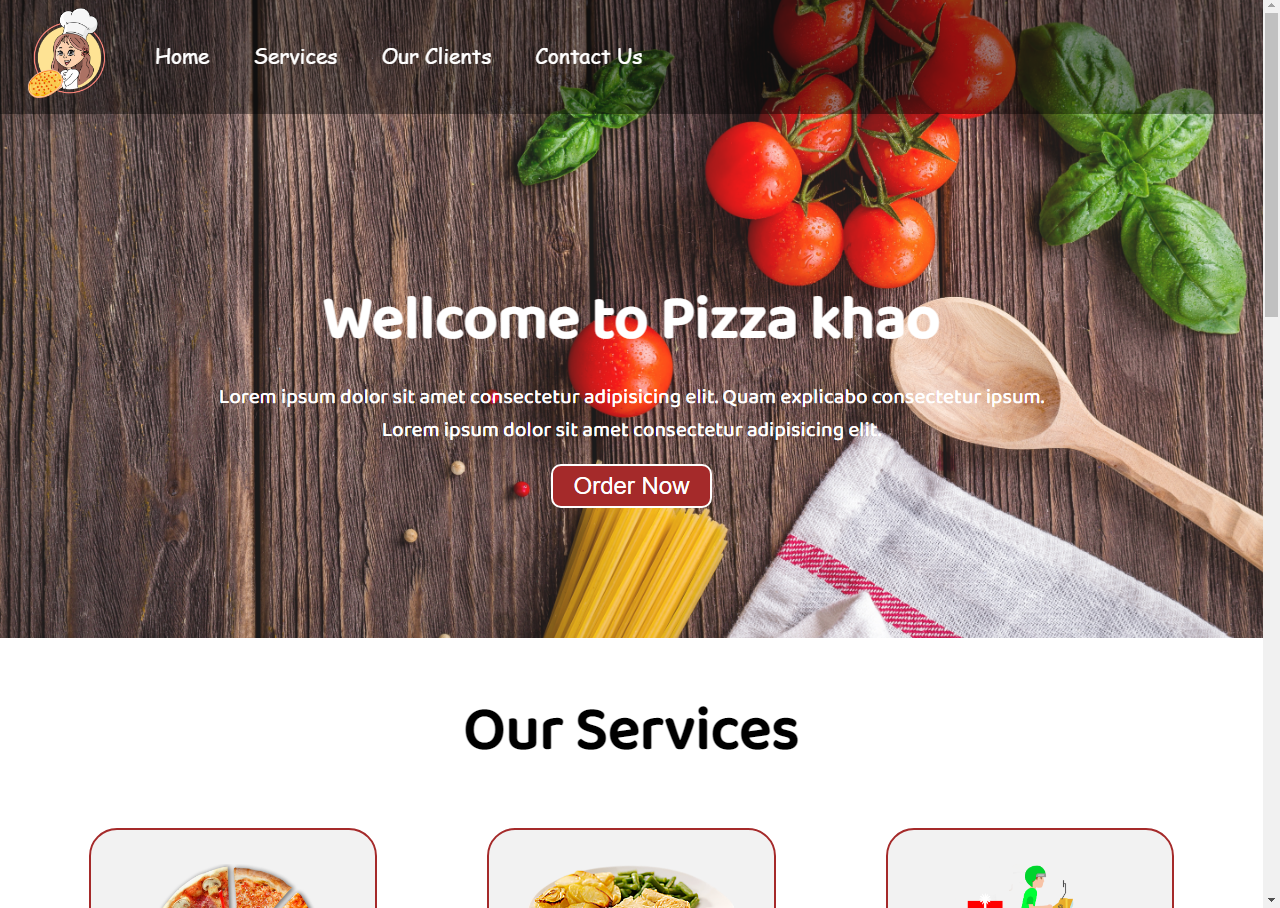 Home
Services
Our Clients
Contact Us
Wellcome to Pizza khao
Lorem ipsum dolor sit amet consectetur adipisicing elit. Quam explicabo consectetur ipsum.
Lorem ipsum dolor sit amet consectetur adipisicing elit.
Order Now
Our Services